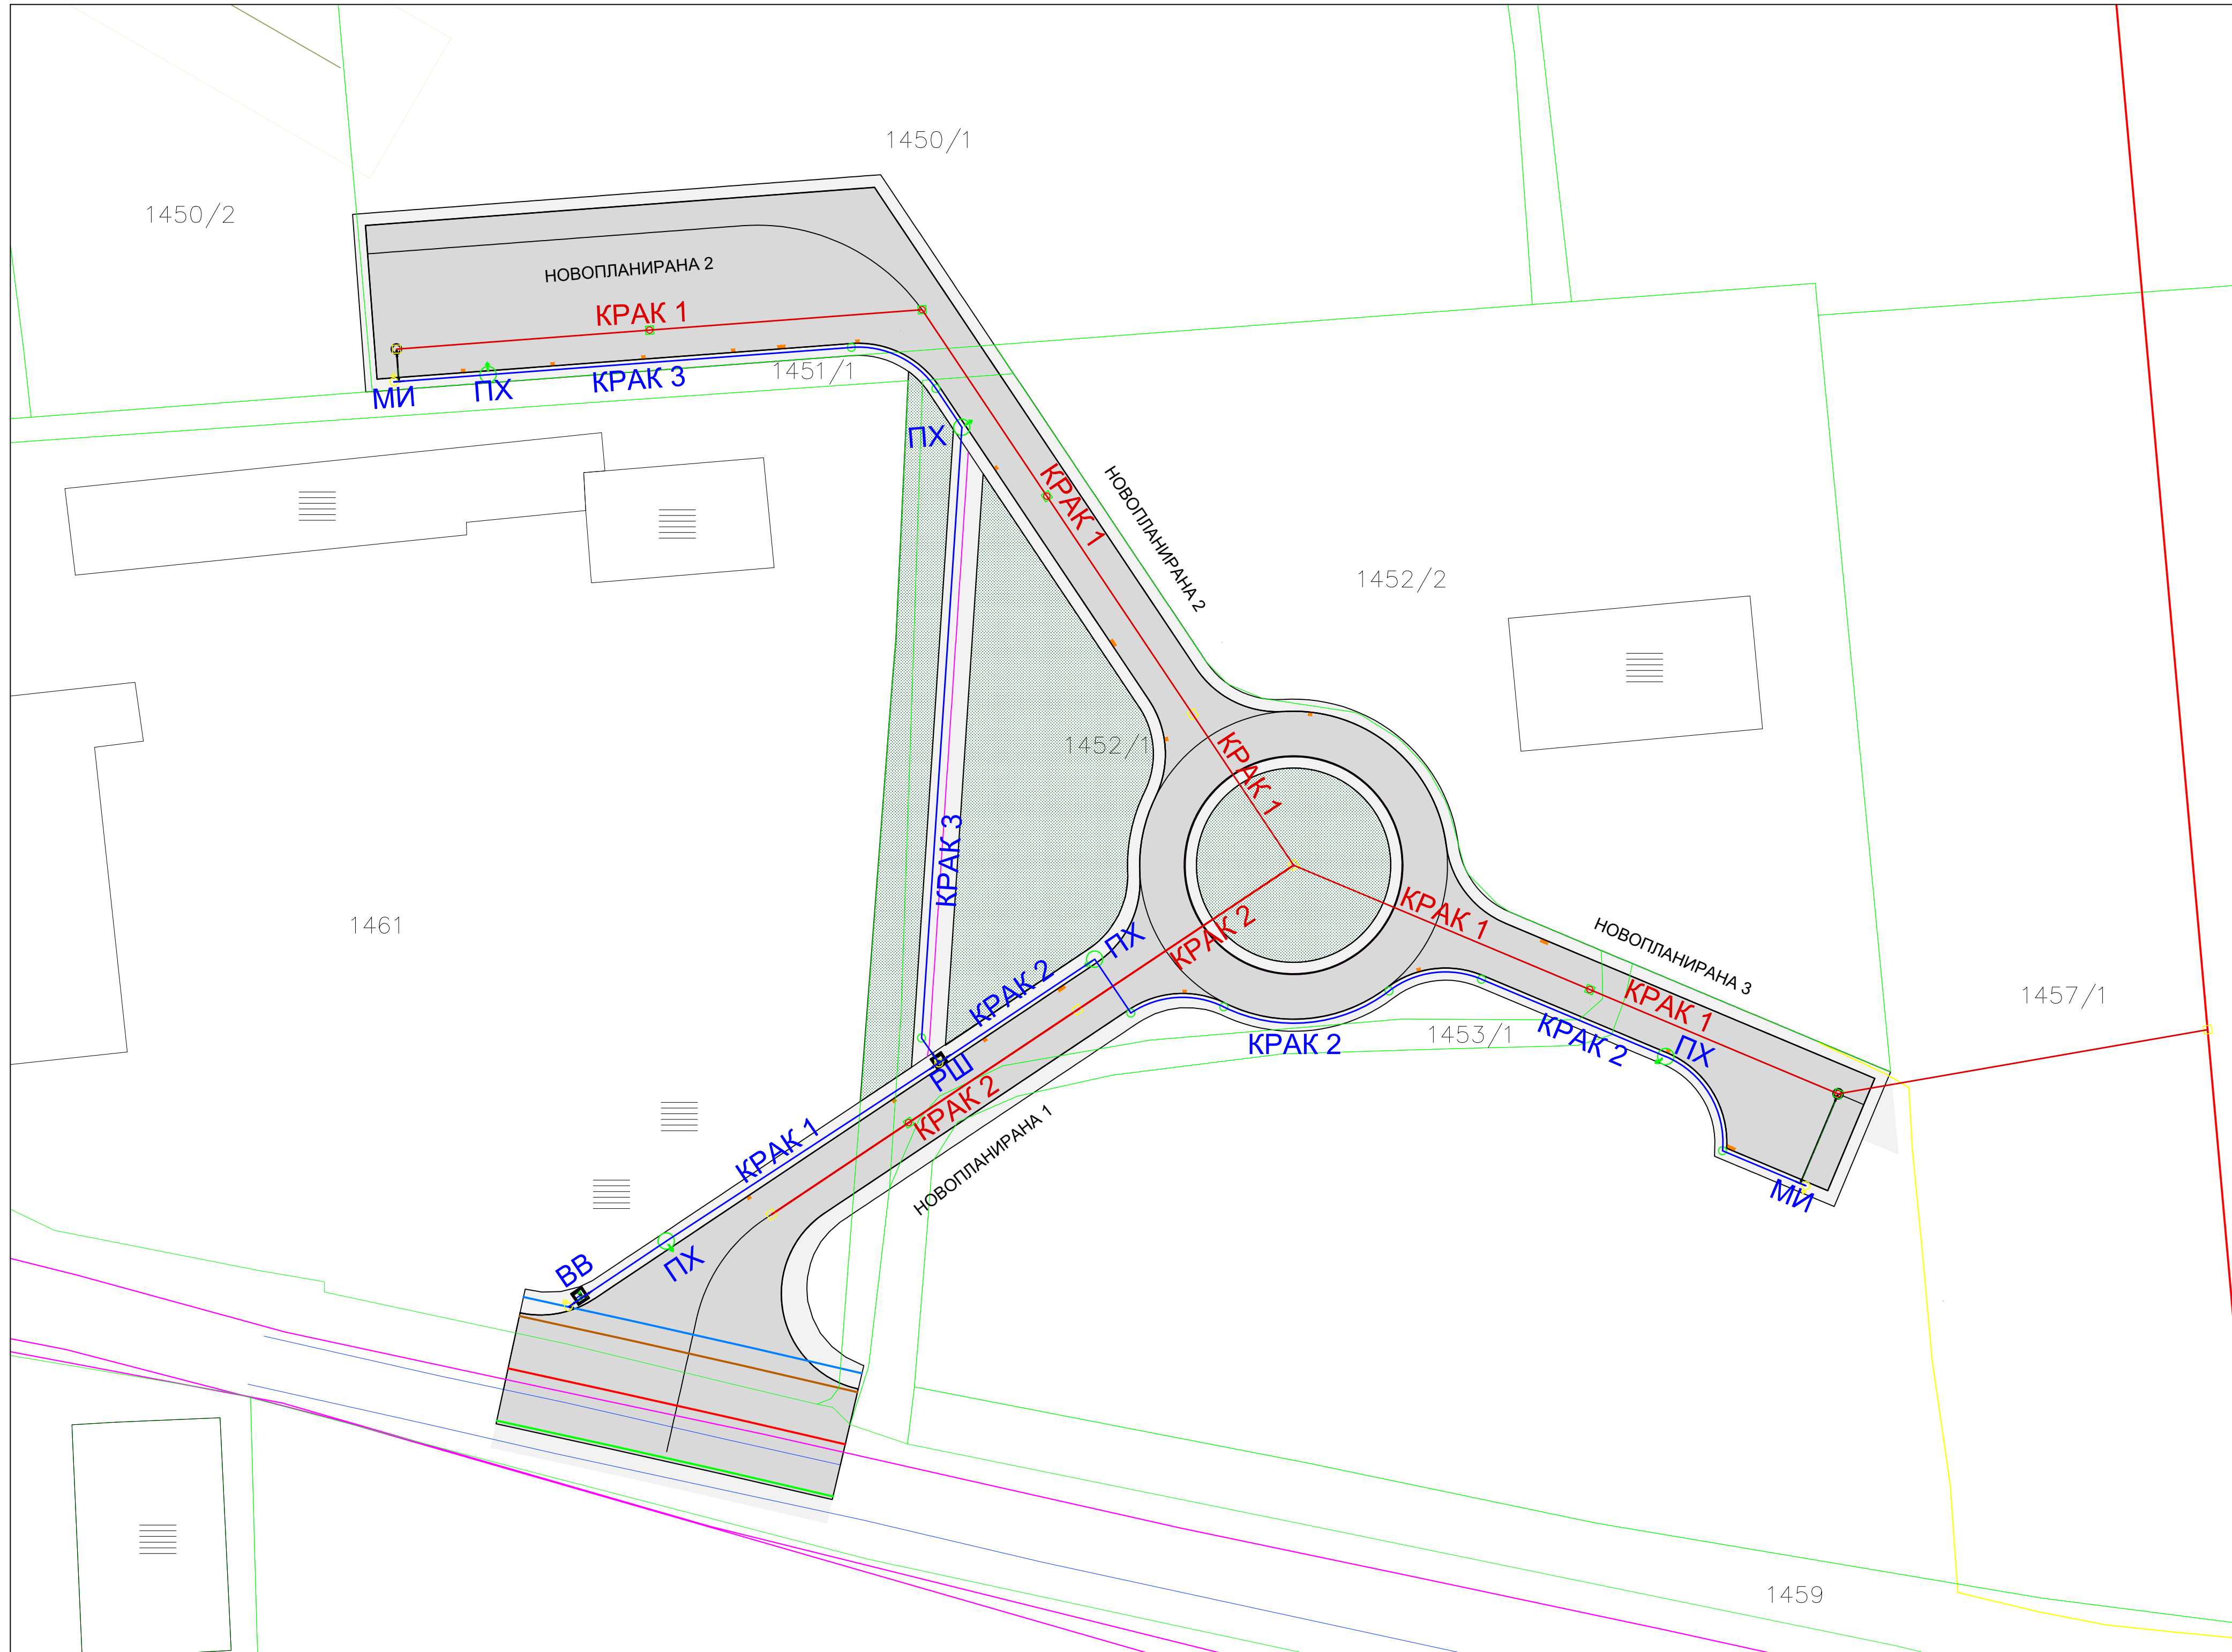 1450/1
1450/2
НОВОПЛАНИРАНА 2
КРАК 1
1451/1
КРАК 3
МИ
ПХ
ПХ
КРАК 1
НОВОПЛАНИРАНА 2
1452/2
1452/1
КРАК 1
КРАК 3
КРАК 1
КРАК 2
ПХ
1461
НОВОПЛАНИРАНА 3
КРАК 2
1457/1
КРАК 1
1453/1
КРАК 2
КРАК 2
ПХ
РШ
КРАК 2
КРАК 1
НОВОПЛАНИРАНА 1
МИ
ВВ
ПХ
1459